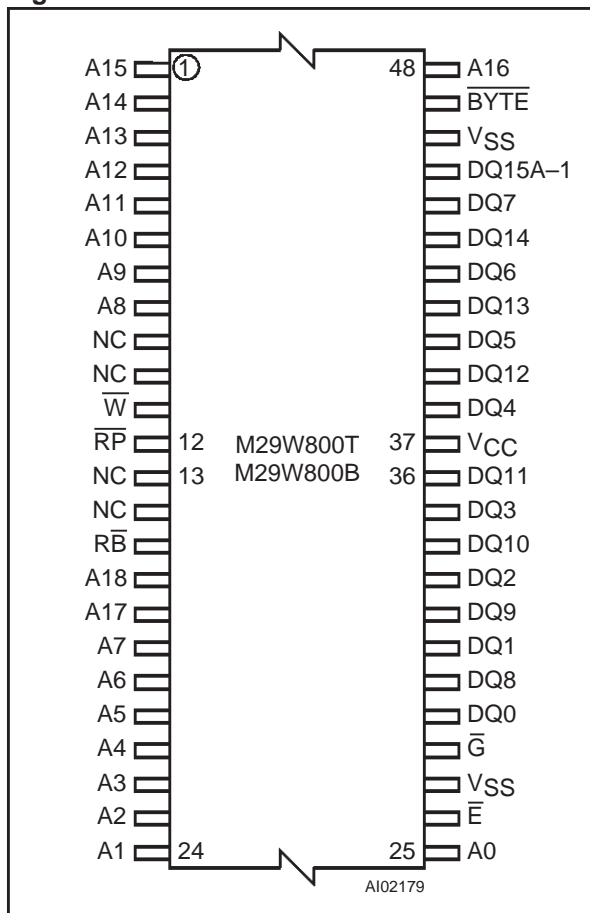 A15 1 48 A16
A14 B̅Y̅T̅E̅
A13 VSS
A12 DQ15A–1
A11 DQ7
A10 DQ14
A9 DQ6
A8 DQ13
NC DQ5
NC DQ12
W̅ DQ4
R̅P̅ 12 M29W800T 37 VCC
NC 13 M29W800B 36 DQ11
NC DQ3
RB̅ DQ10
A18 DQ2
A17 DQ9
A7 DQ1
A6 DQ8
A5 DQ0
A4 G̅
A3 VSS
A2 E̅
A1 24 25 A0
AI02179